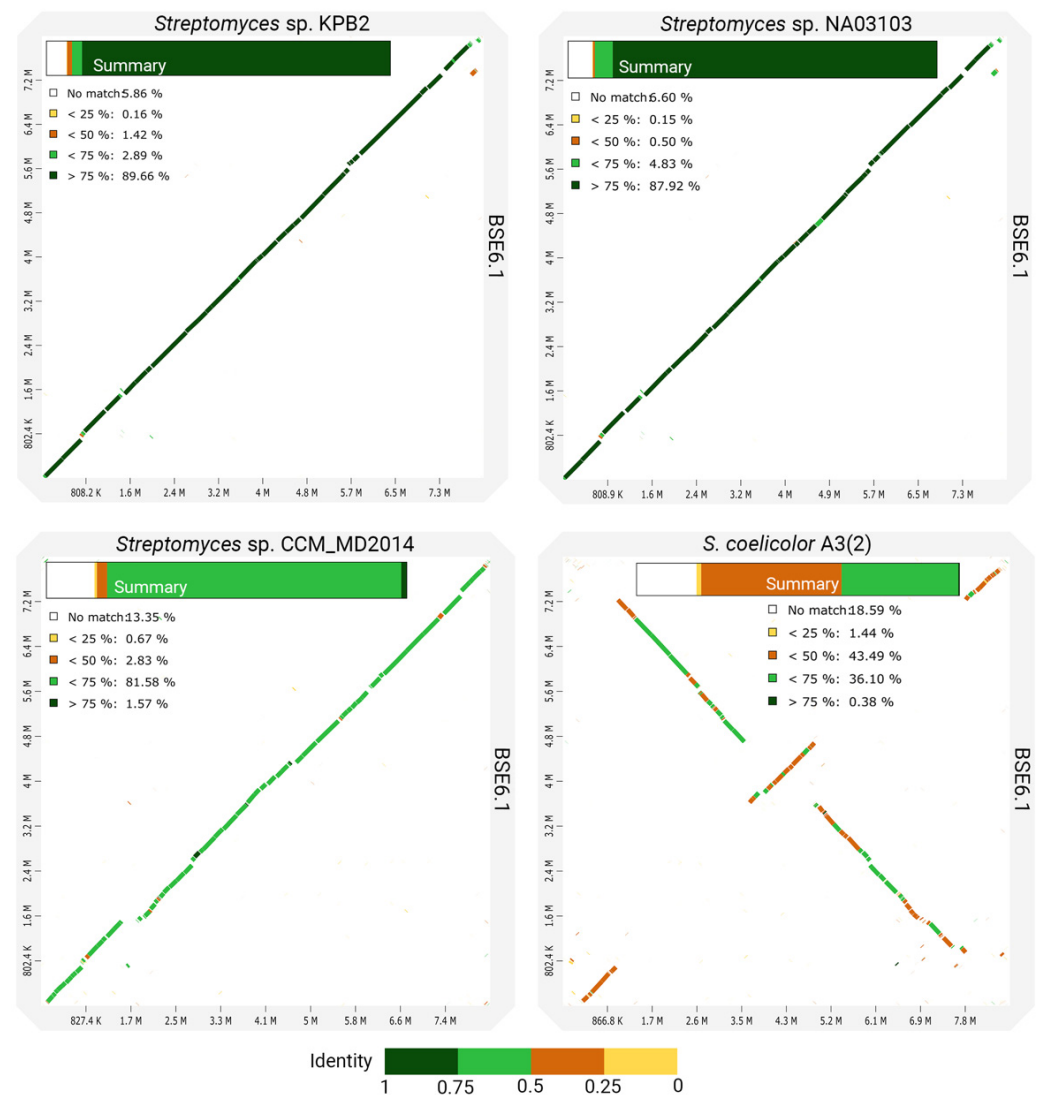 Streptomyces sp. KPB2
Summary
No match:5.86 %
< 25 %: 0.16 %
< 50 %: 1.42 %
< 75 %: 2.89 %
> 75 %: 89.66 %
7.2 M
6.4 M
5.6 M
4.8 M
4 M
3.2 M
2.4 M
1.6 M
802.4 K
BSE6.1
808.2 K 1.6 M 2.4 M 3.2 M 4 M 4.8 M 5.7 M 6.5 M 7.3 M
Streptomyces sp. NA03103
Summary
No match:6.60 %
< 25 %: 0.15 %
< 50 %: 0.50 %
< 75 %: 4.83 %
> 75 %: 87.92 %
7.2 M
6.4 M
5.6 M
4.8 M
4 M
3.2 M
2.4 M
1.6 M
802.4 K
BSE6.1
808.9 K 1.6 M 2.4 M 3.2 M 4.1 M 4.9 M 5.7 M 6.5 M 7.3 M
Streptomyces sp. CCM_MD2014
Summary
No match:13.35 %
< 25 %: 0.67 %
< 50 %: 2.83 %
< 75 %: 81.58 %
> 75 %: 1.57 %
7.2 M
6.4 M
5.6 M
4.8 M
4 M
3.2 M
2.4 M
1.6 M
802.4 K
BSE6.1
827.4 K 1.7 M 2.5 M 3.3 M 4.1 M 5 M 5.8 M 6.6 M 7.4 M
S. coelicolor A3(2)
Summary
No match:18.59 %
< 25 %: 1.44 %
< 50 %: 43.49 %
< 75 %: 36.10 %
> 75 %: 0.38 %
7.2 M
6.4 M
5.6 M
4.8 M
4 M
3.2 M
2.4 M
1.6 M
802.4 K
BSE6.1
866.8 K 1.7 M 2.6 M 3.5 M 4.3 M 5.2 M 6.1 M 6.9 M 7.8 M
Identity
1 0.75 0.5 0.25 0